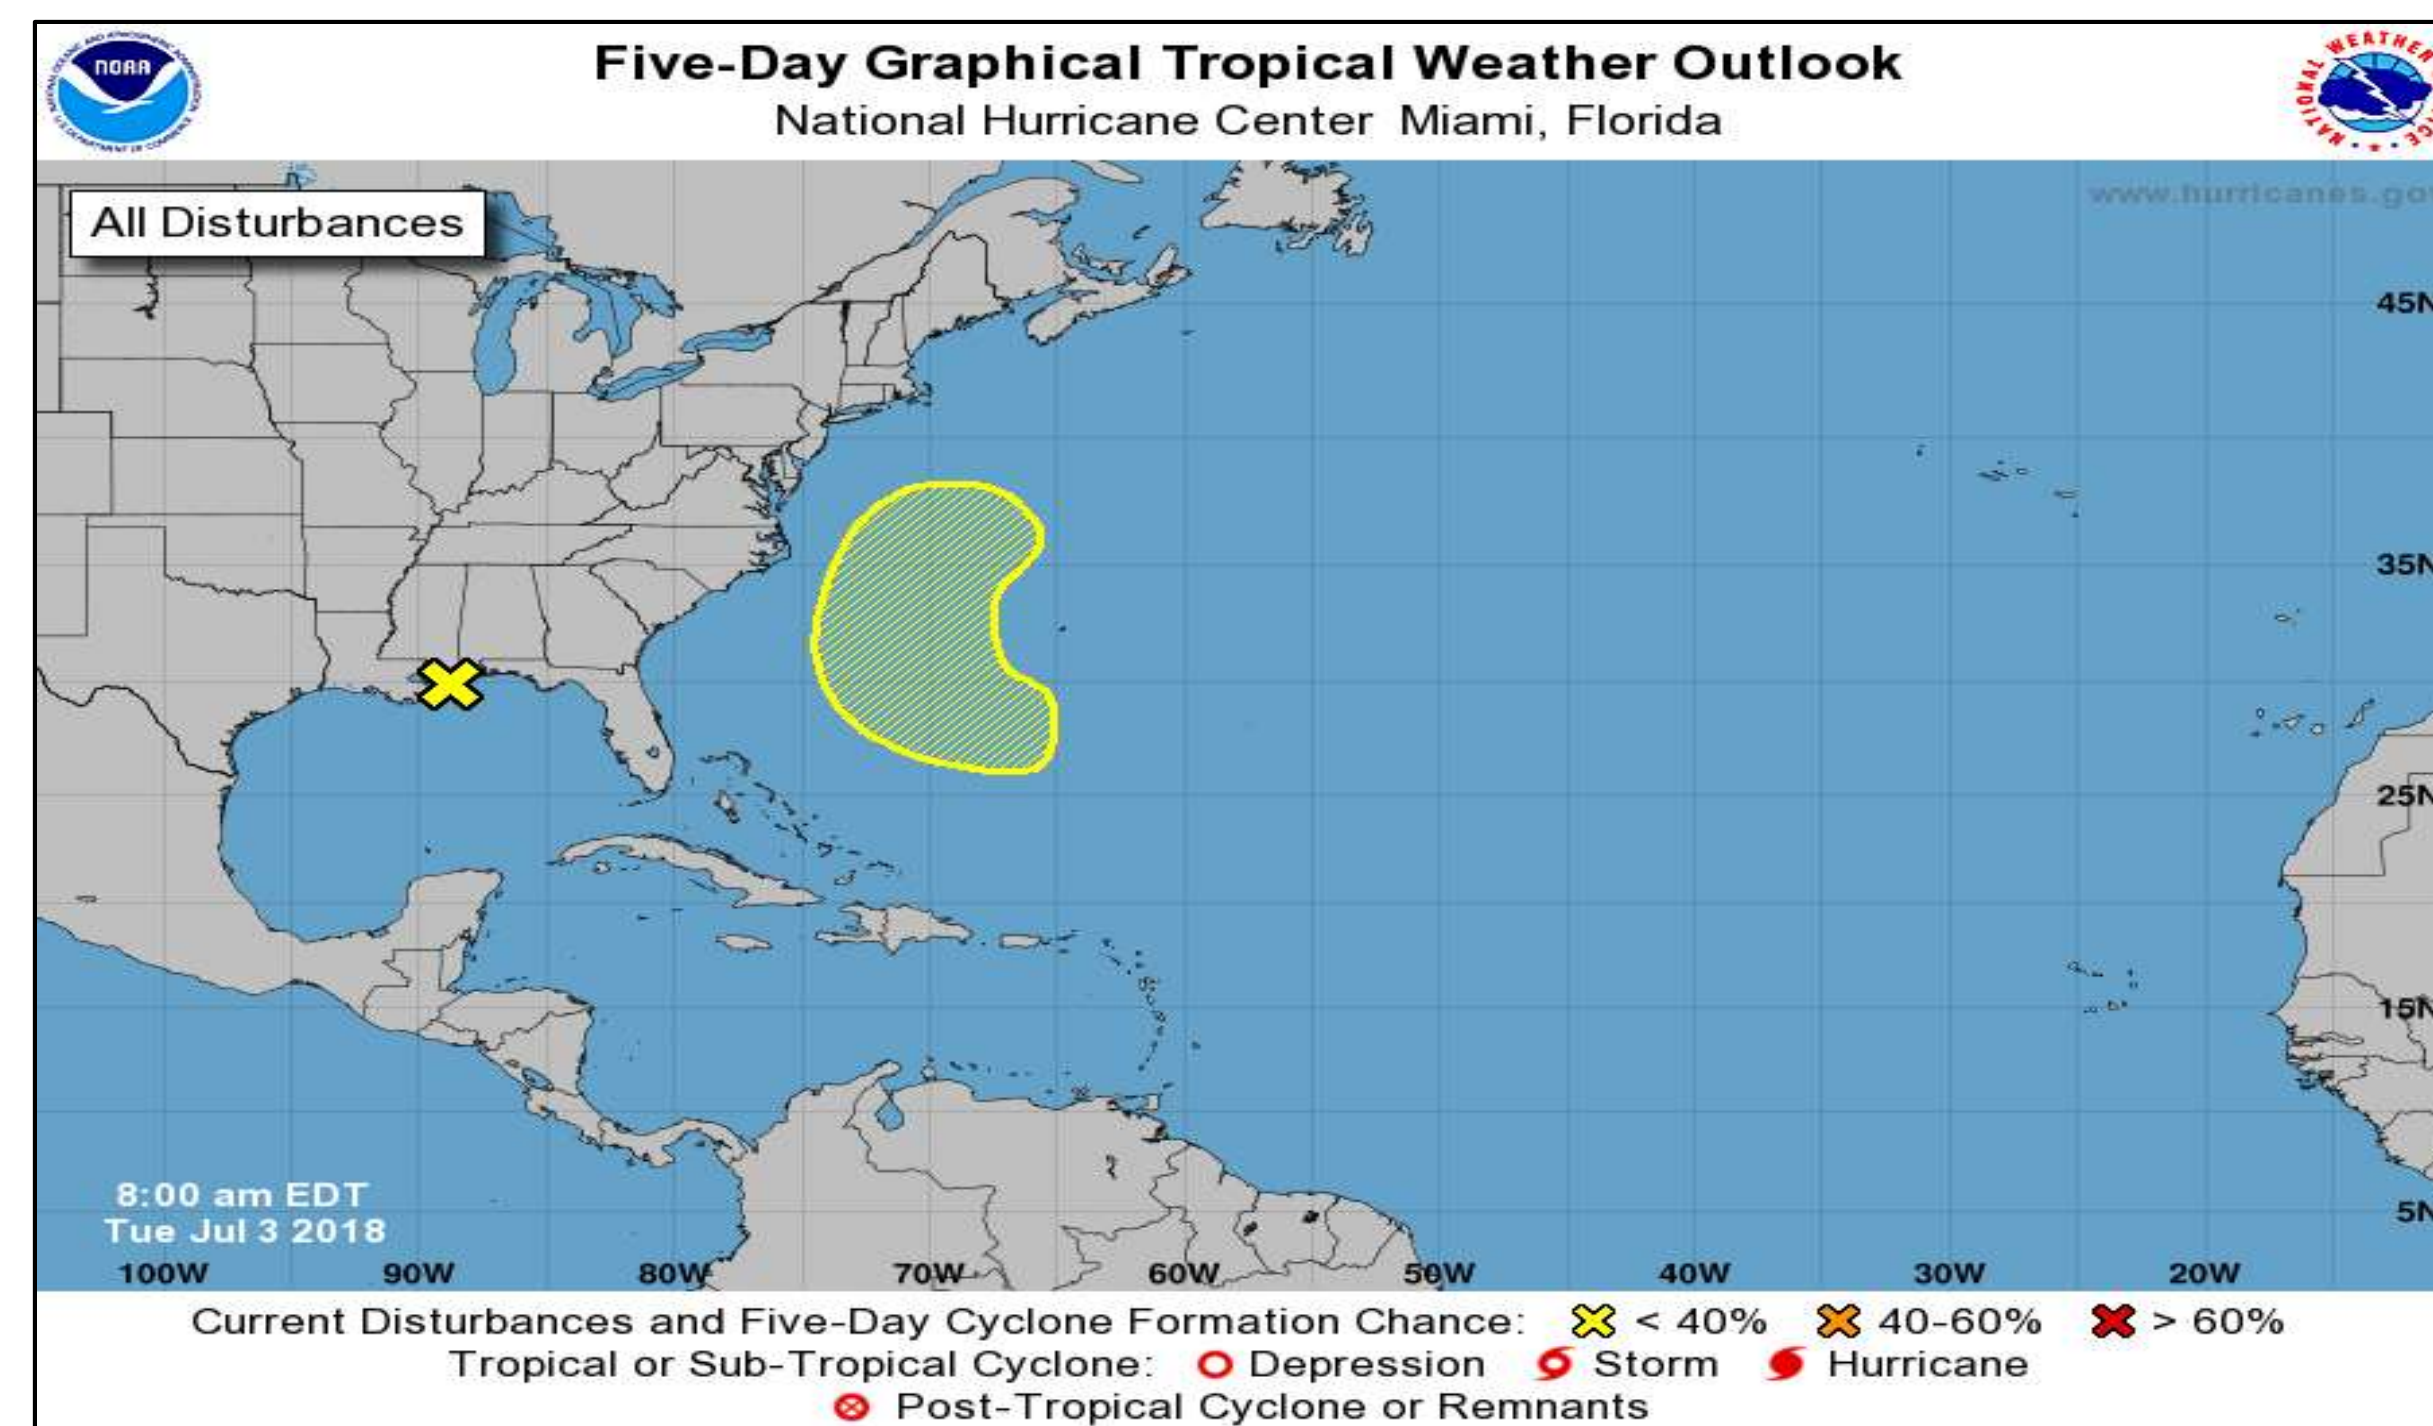 NOAA
Five-Day Graphical Tropical Weather Outlook
National Hurricane Center Miami, Florida
NATIONAL WEATHER
All Disturbances
45N
35N
25N
15N
5N
8:00 am EDT
Tue Jul 3 2018
100W 90W 80W 70W 60W 50W 40W 30W 20W
Current Disturbances and Five-Day Cyclone Formation Chance: < 40% 40-60% > 60%
Tropical or Sub-Tropical Cyclone: Depression Storm Hurricane
Post-Tropical Cyclone or Remnants